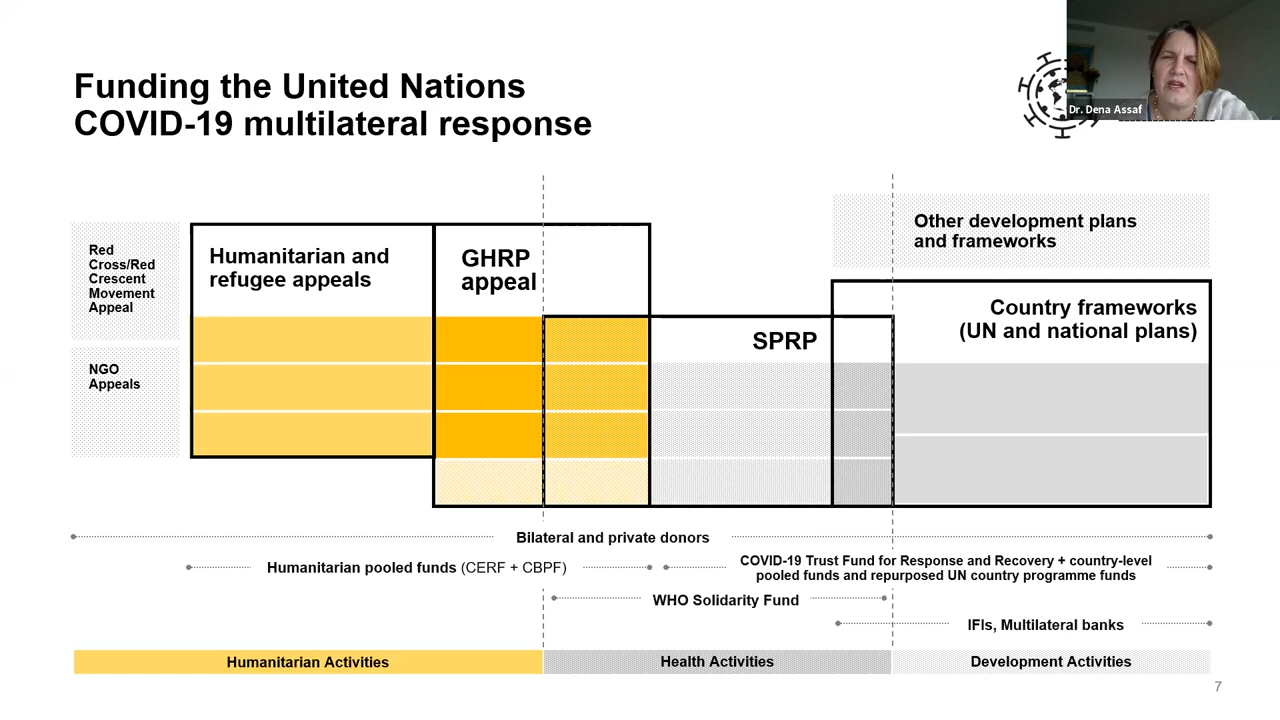 Funding the United Nations
COVID-19 multilateral response
Dr. Dena Assaf
Red
Cross/Red
Crescent
Movement
Appeal
NGO
Appeals
Humanitarian and
refugee appeals
GHRP
appeal
SPRP
Other development plans
and frameworks
Country frameworks
(UN and national plans)
Bilateral and private donors
Humanitarian pooled funds (CERF + CBPF)
COVID-19 Trust Fund for Response and Recovery + country-level
pooled funds and repurposed UN country programme funds
WHO Solidarity Fund
IFIs, Multilateral banks
Humanitarian Activities
Health Activities
Development Activities
7